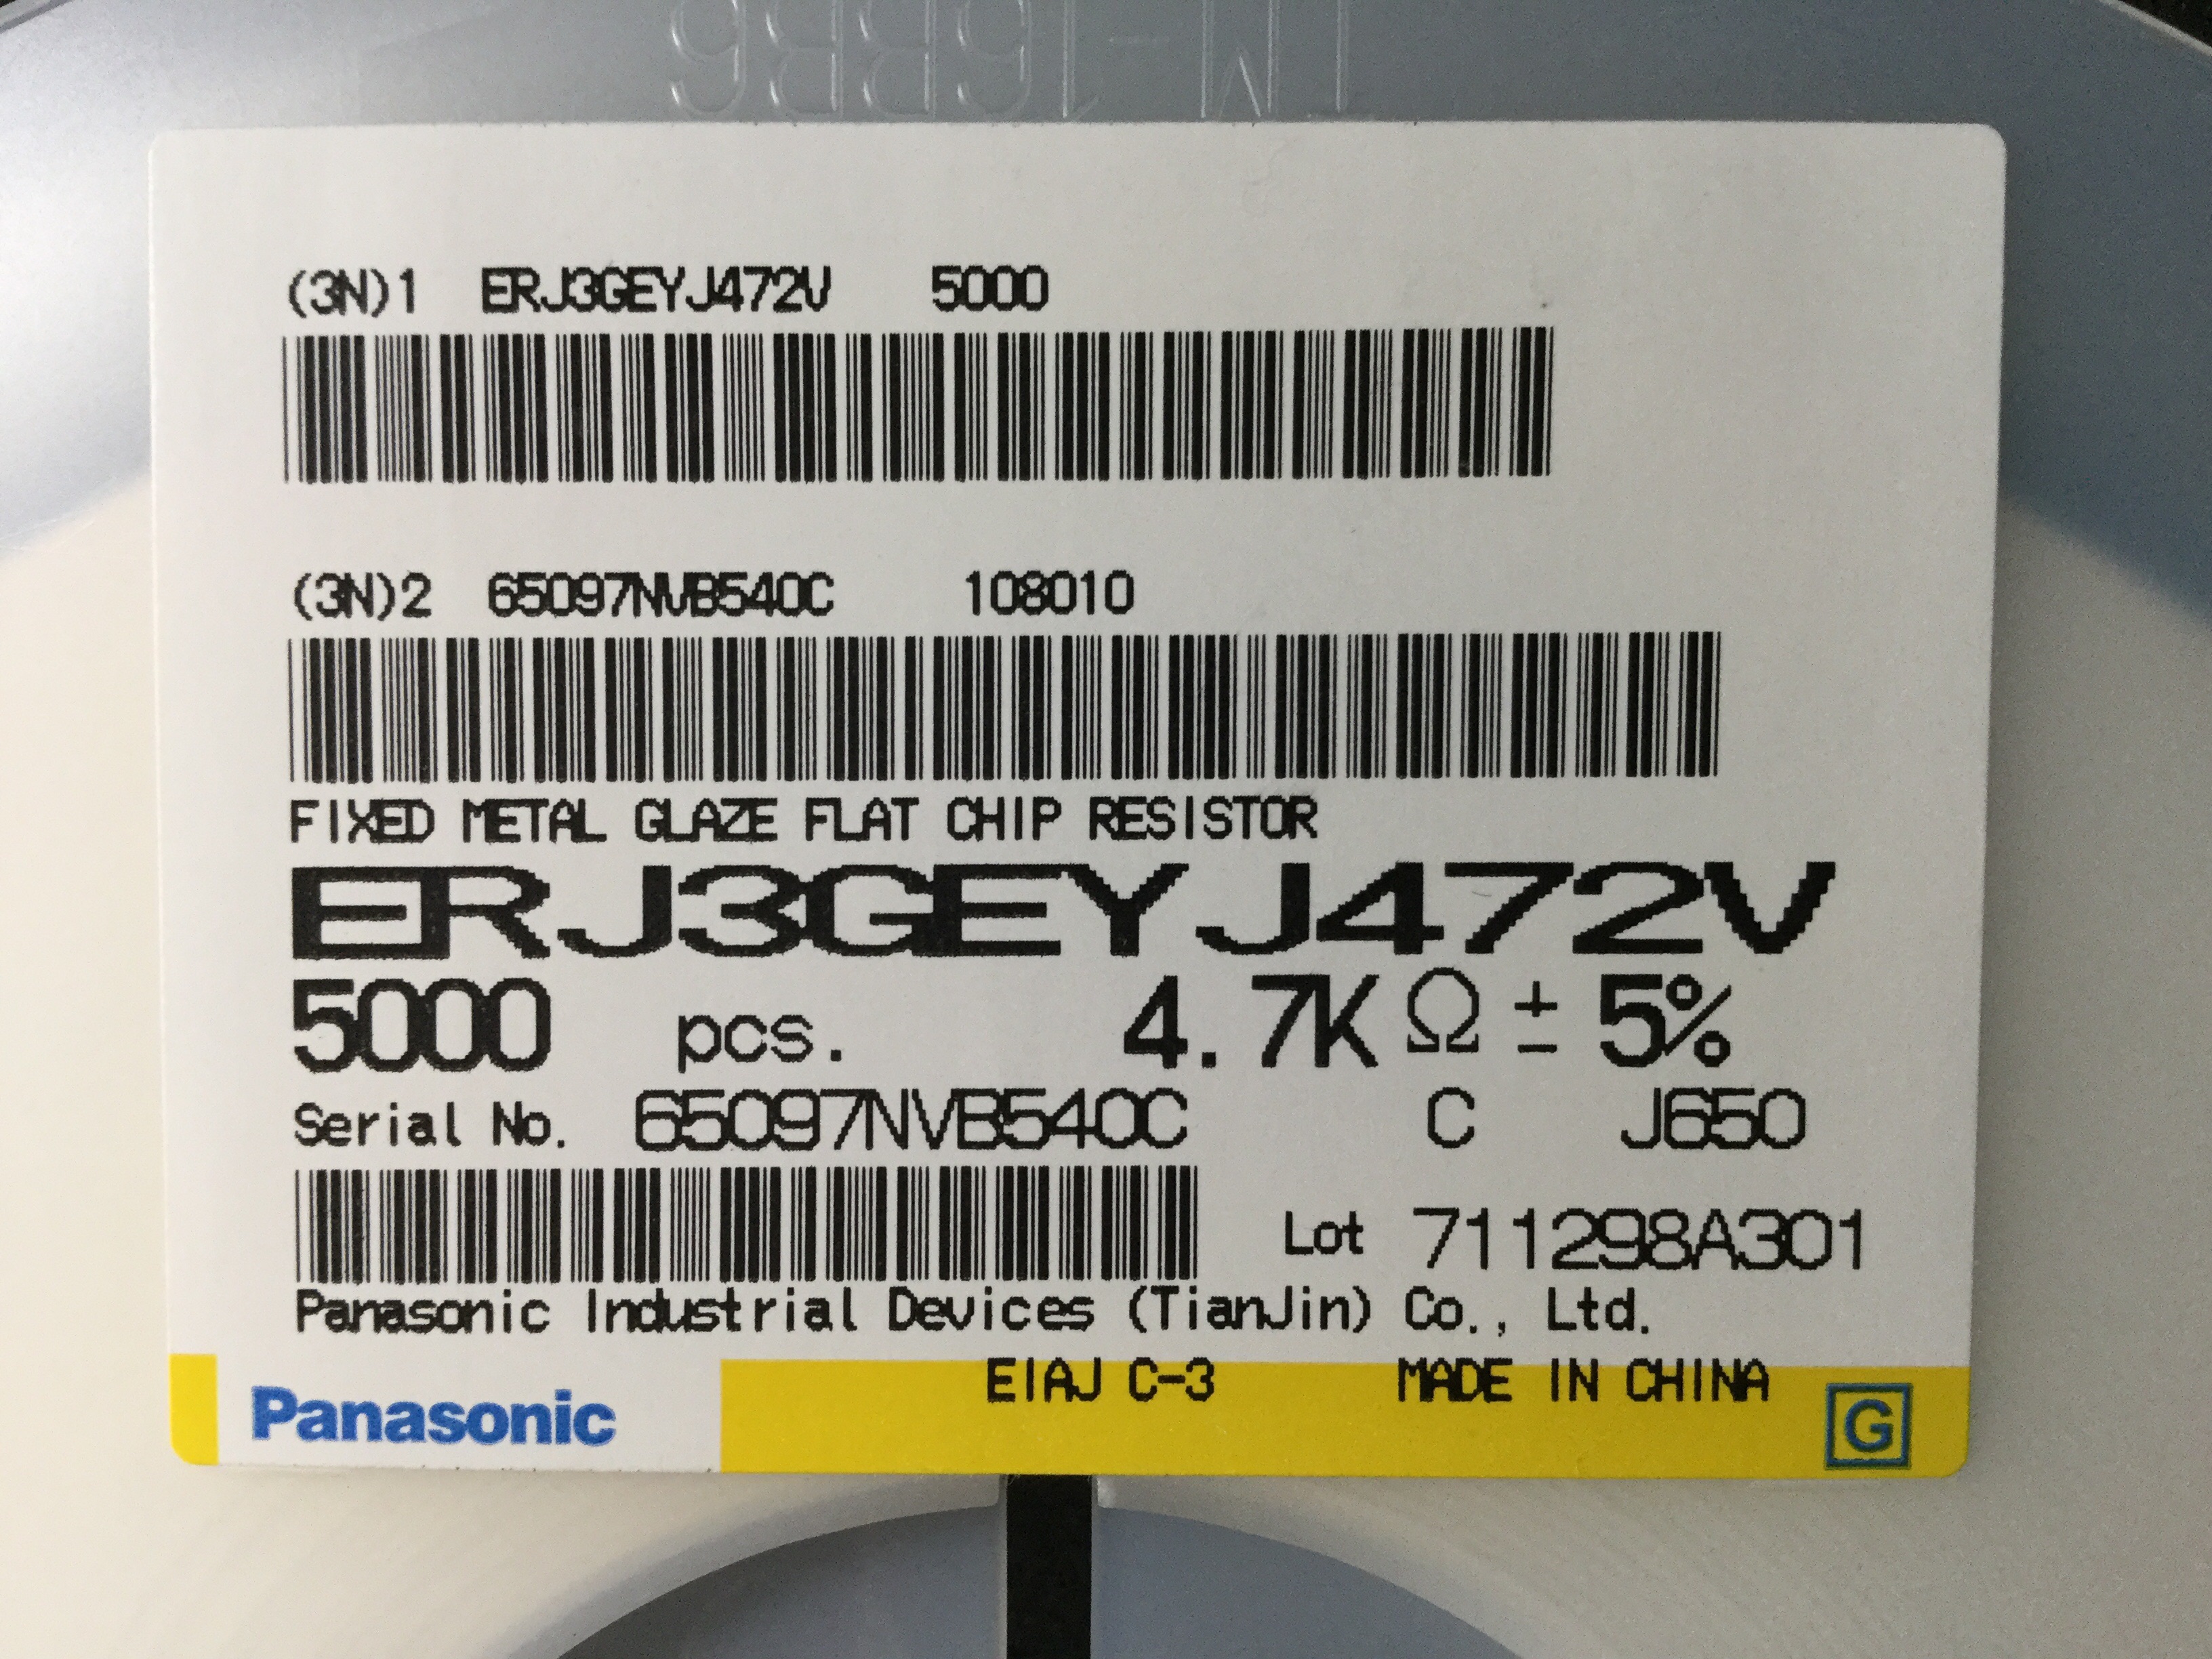 (3N)1 ERJ3GEYJ472V 5000
(3N)2 65097NVB540C 108010
FIXED METAL GLAZE FLAT CHIP RESISTOR
ERJ3GEYJ472V
5000 pcs. 4.7KΩ±5%
Serial No. 65097NVB540C C J650
Lot 711298A301
Panasonic Industrial Devices (TianJin) Co., Ltd.
EIAJ C-3 MADE IN CHINA
Panasonic G